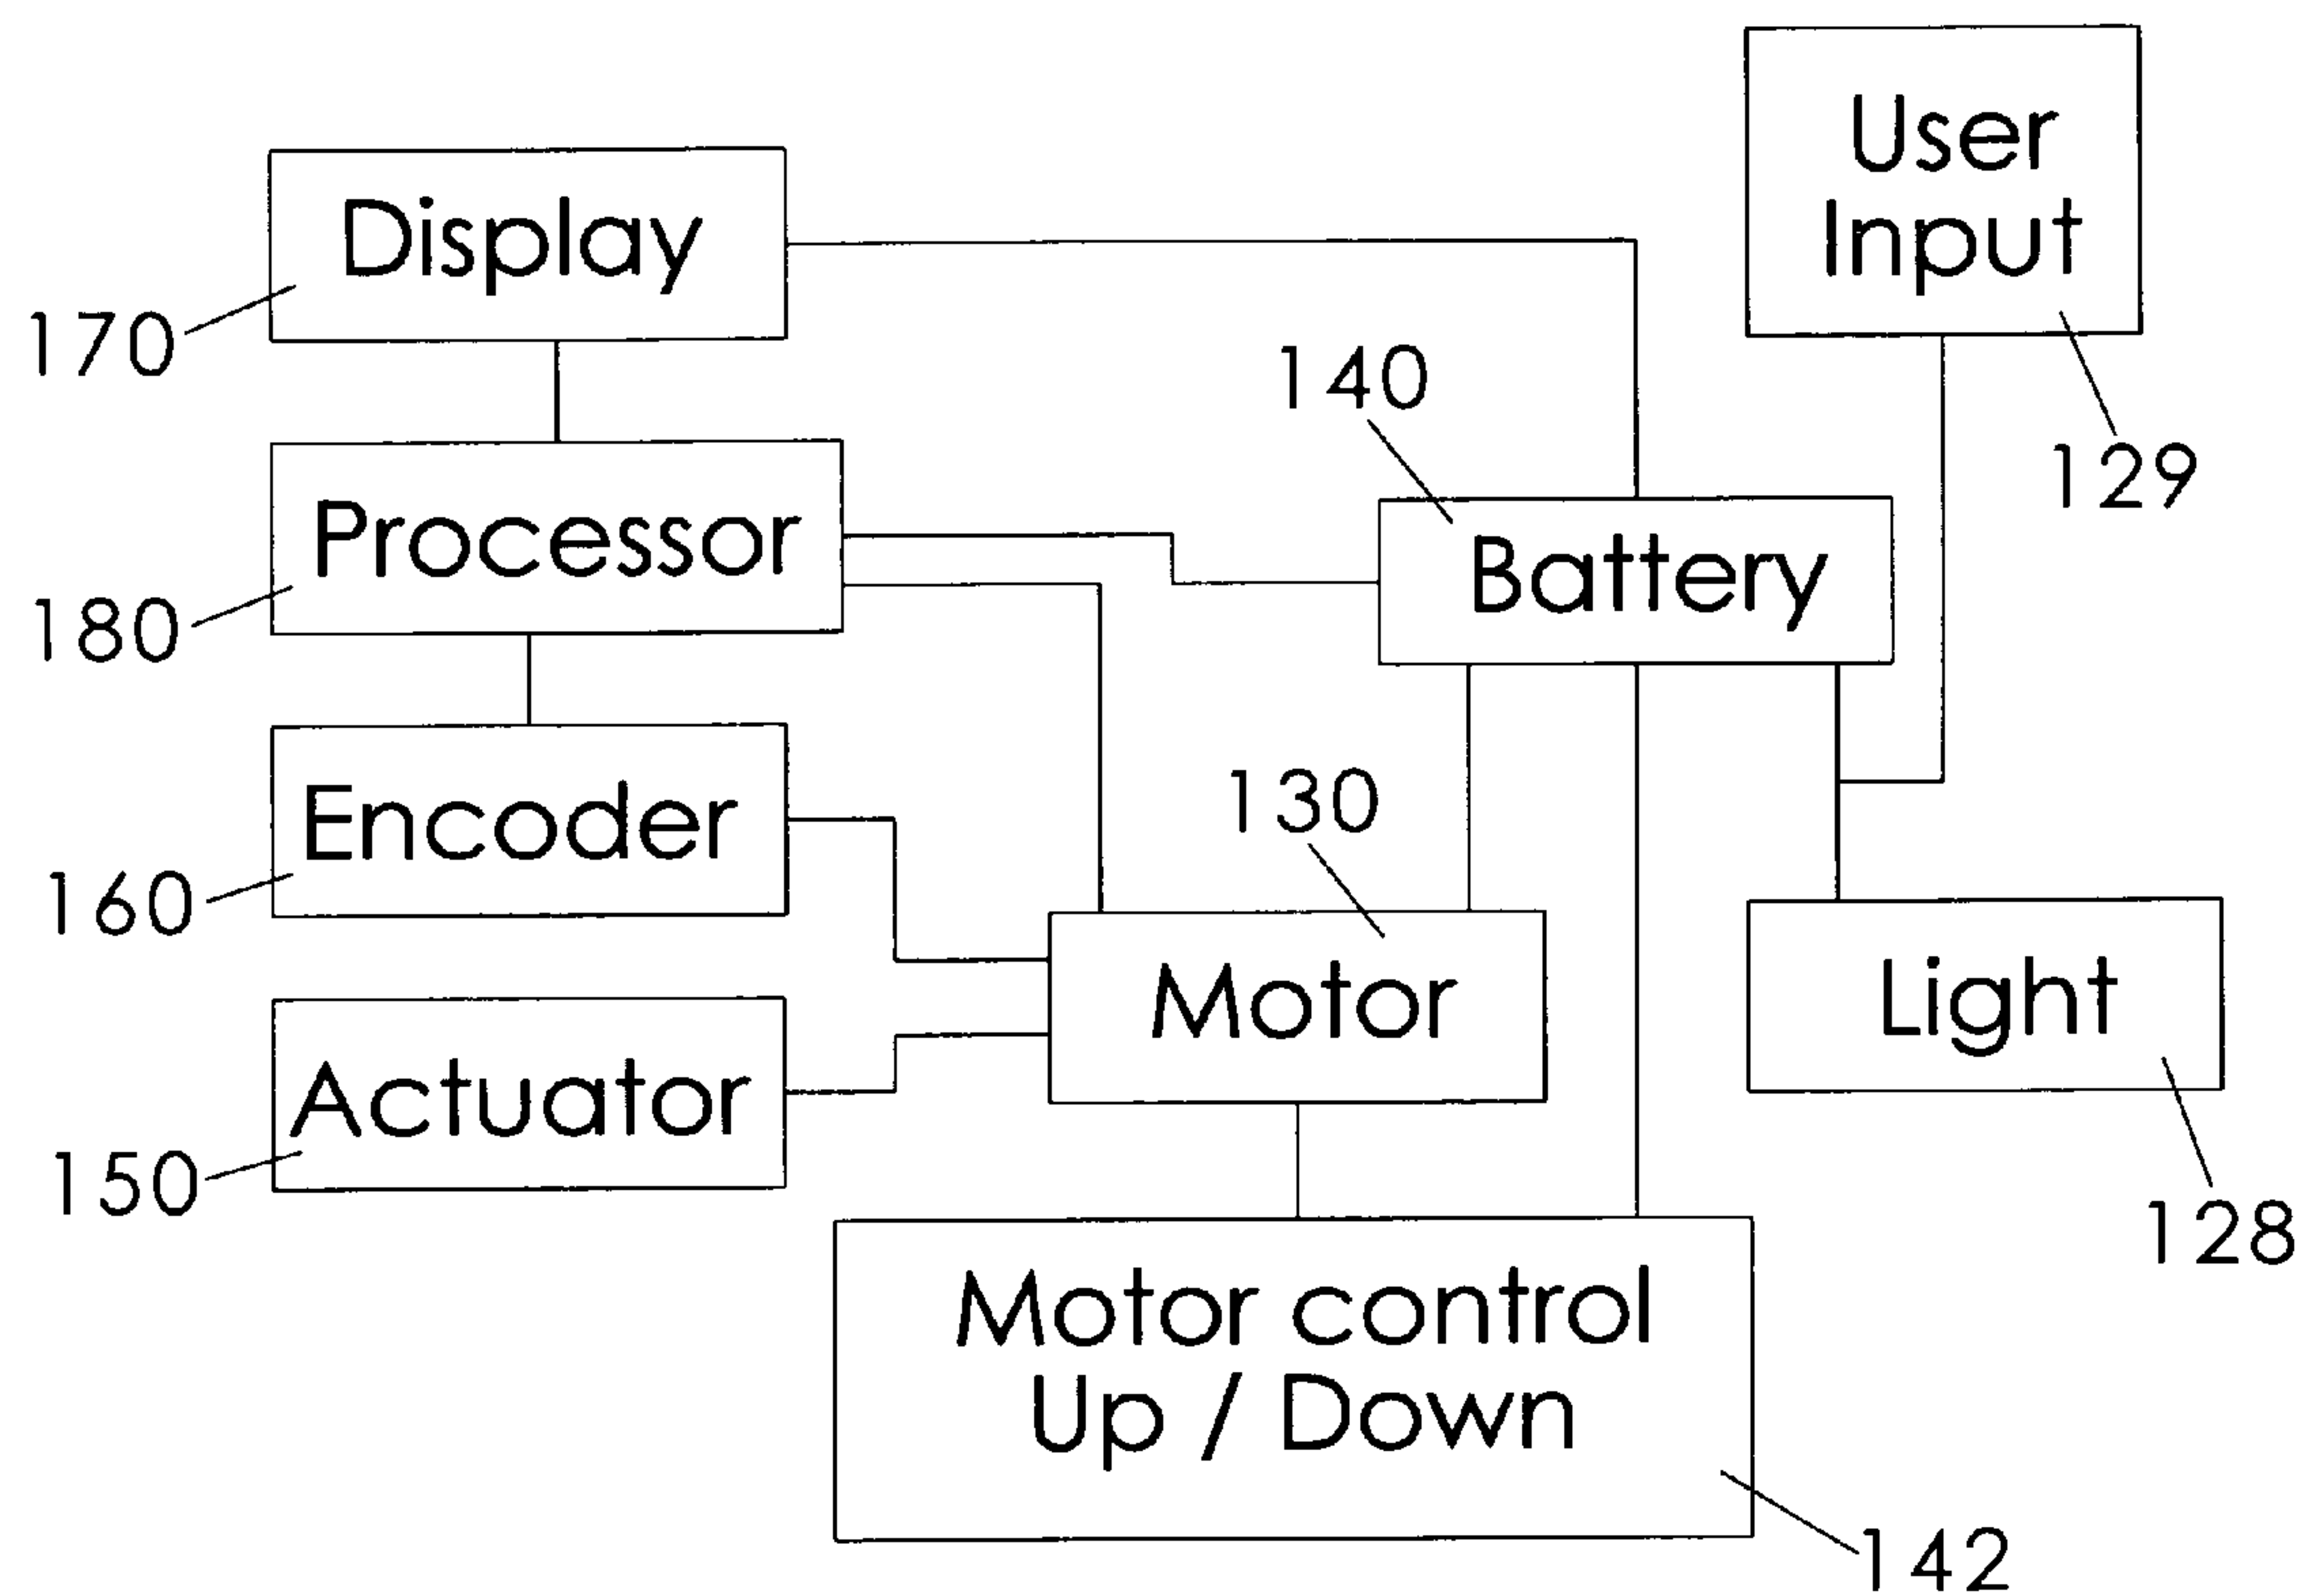 User
Input
129
Display
170
140
Battery
Processor
180
Encoder
160
130
Motor
Light
128
Actuator
150
Motor control
Up / Down
142